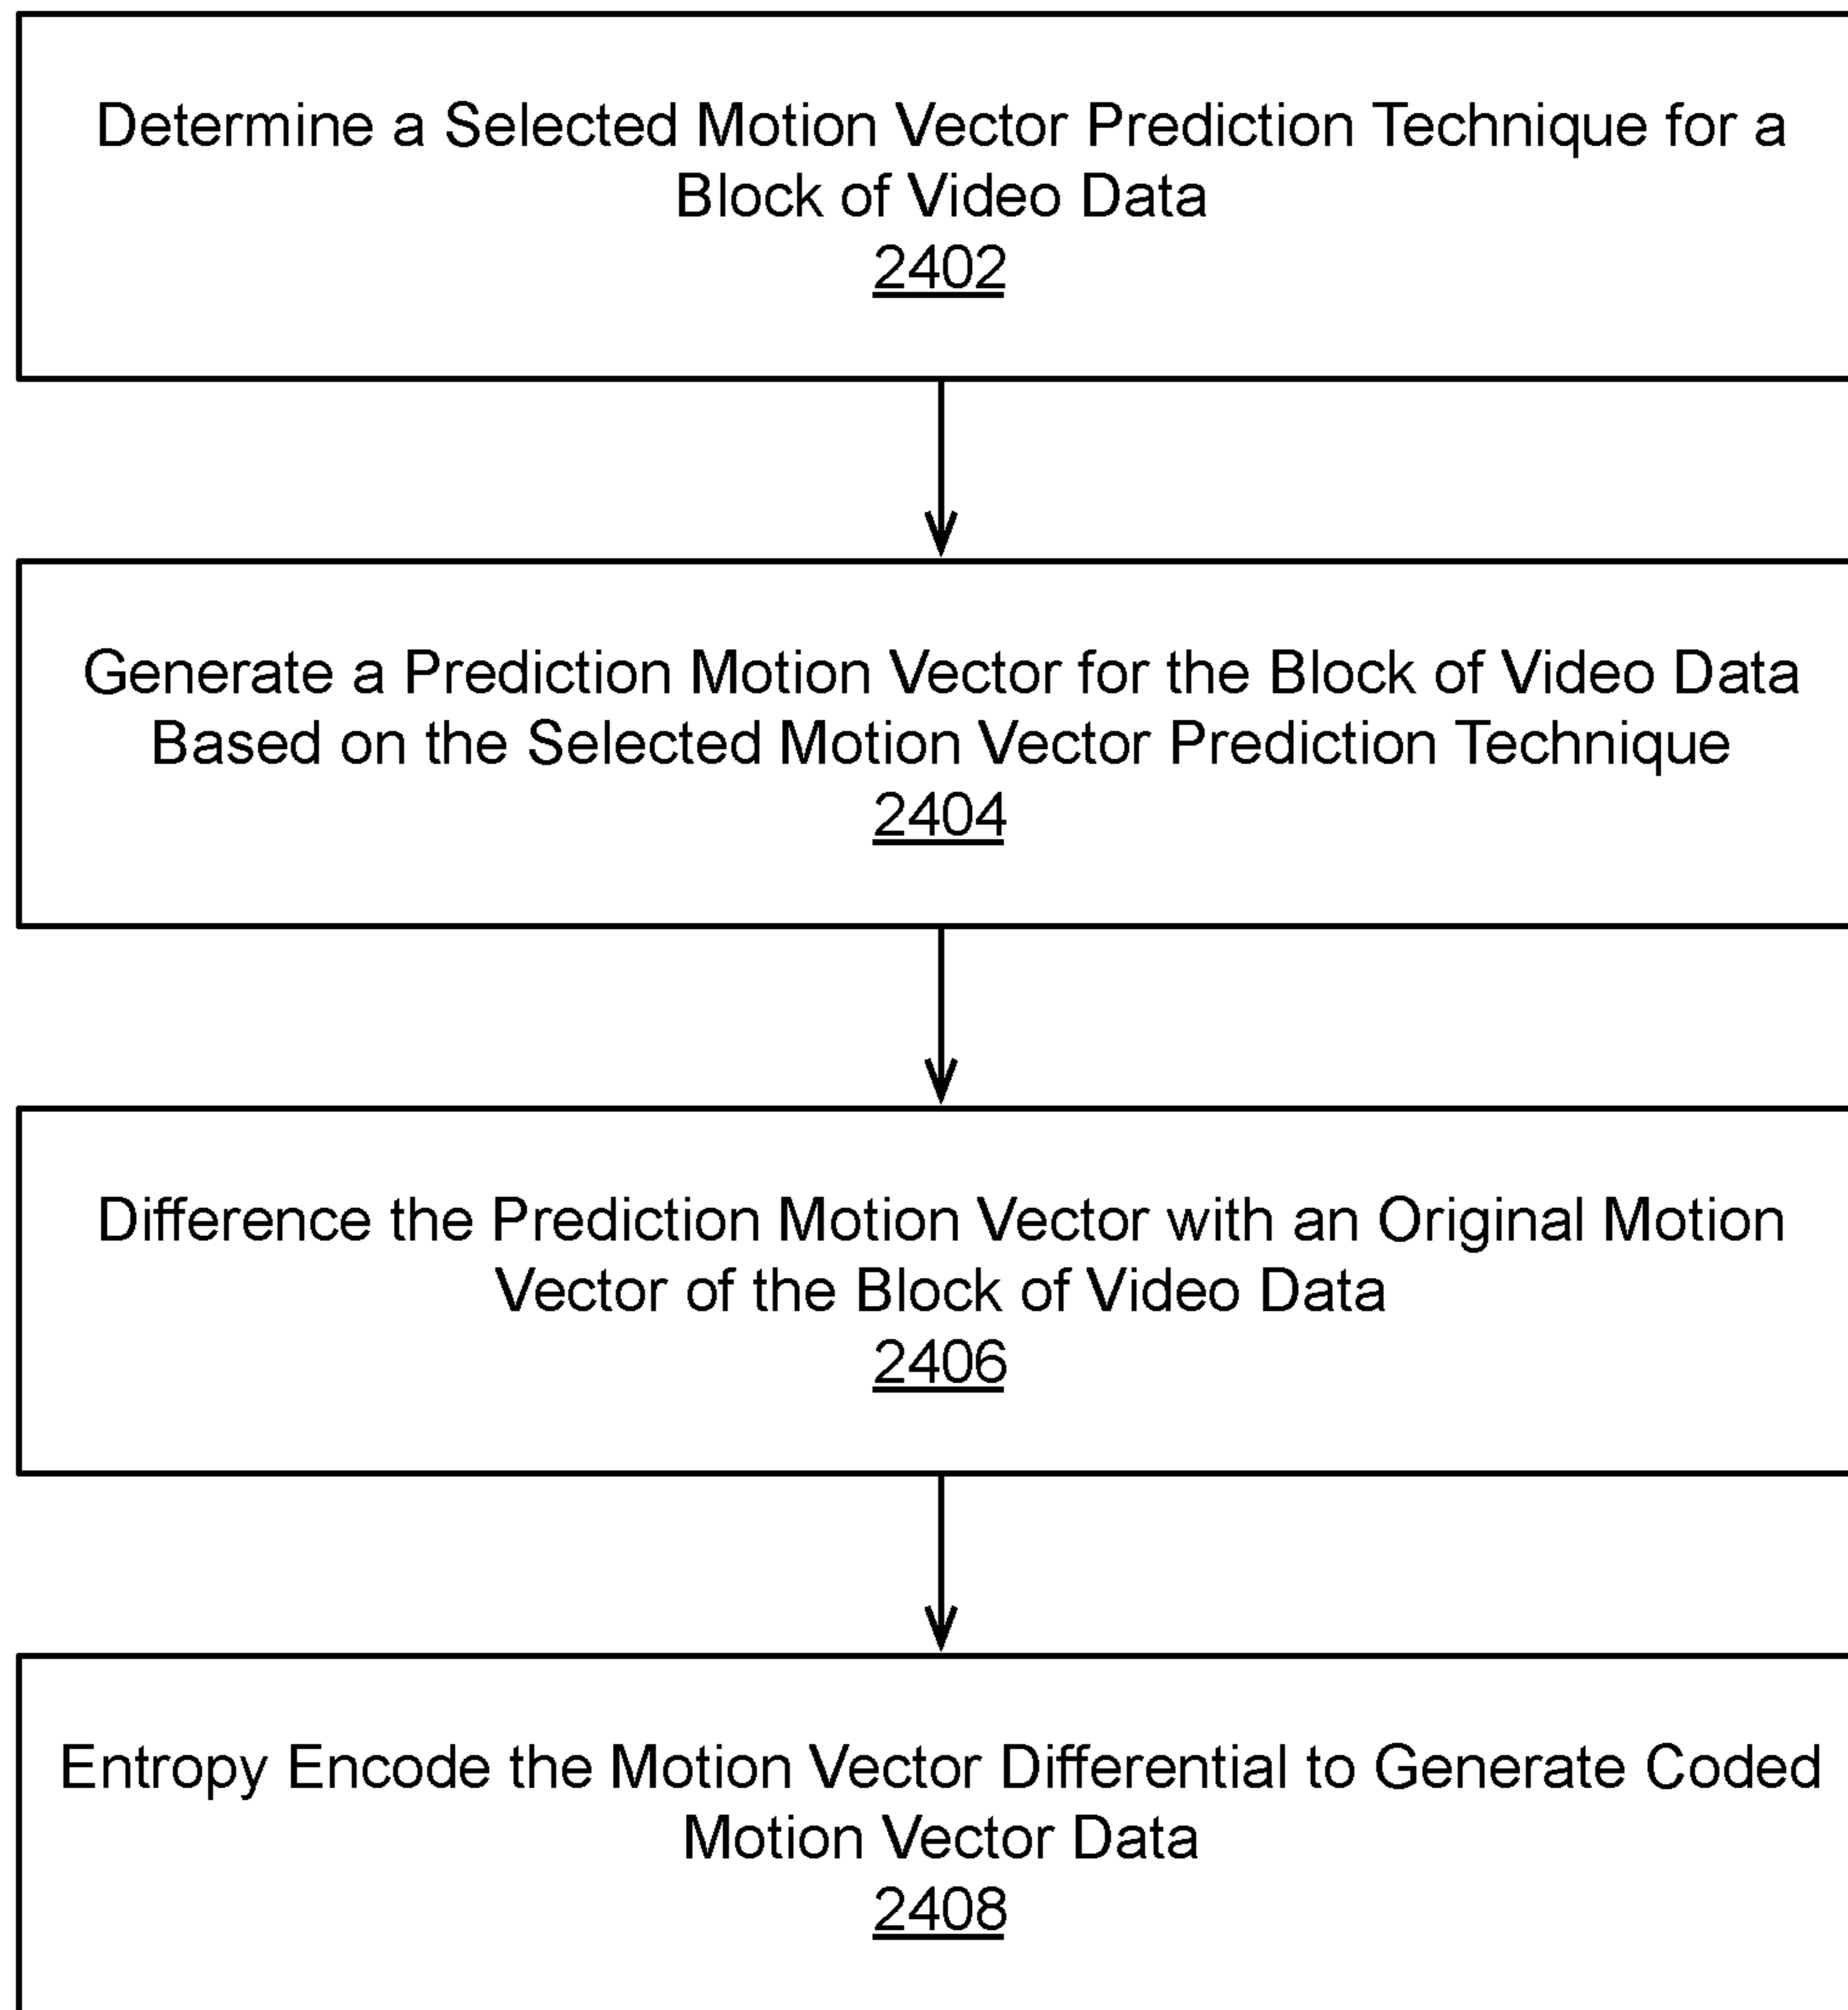 Determine a Selected Motion Vector Prediction Technique for a
Block of Video Data
2402
Generate a Prediction Motion Vector for the Block of Video Data
Based on the Selected Motion Vector Prediction Technique
2404
Difference the Prediction Motion Vector with an Original Motion
Vector of the Block of Video Data
2406
Entropy Encode the Motion Vector Differential to Generate Coded
Motion Vector Data
2408